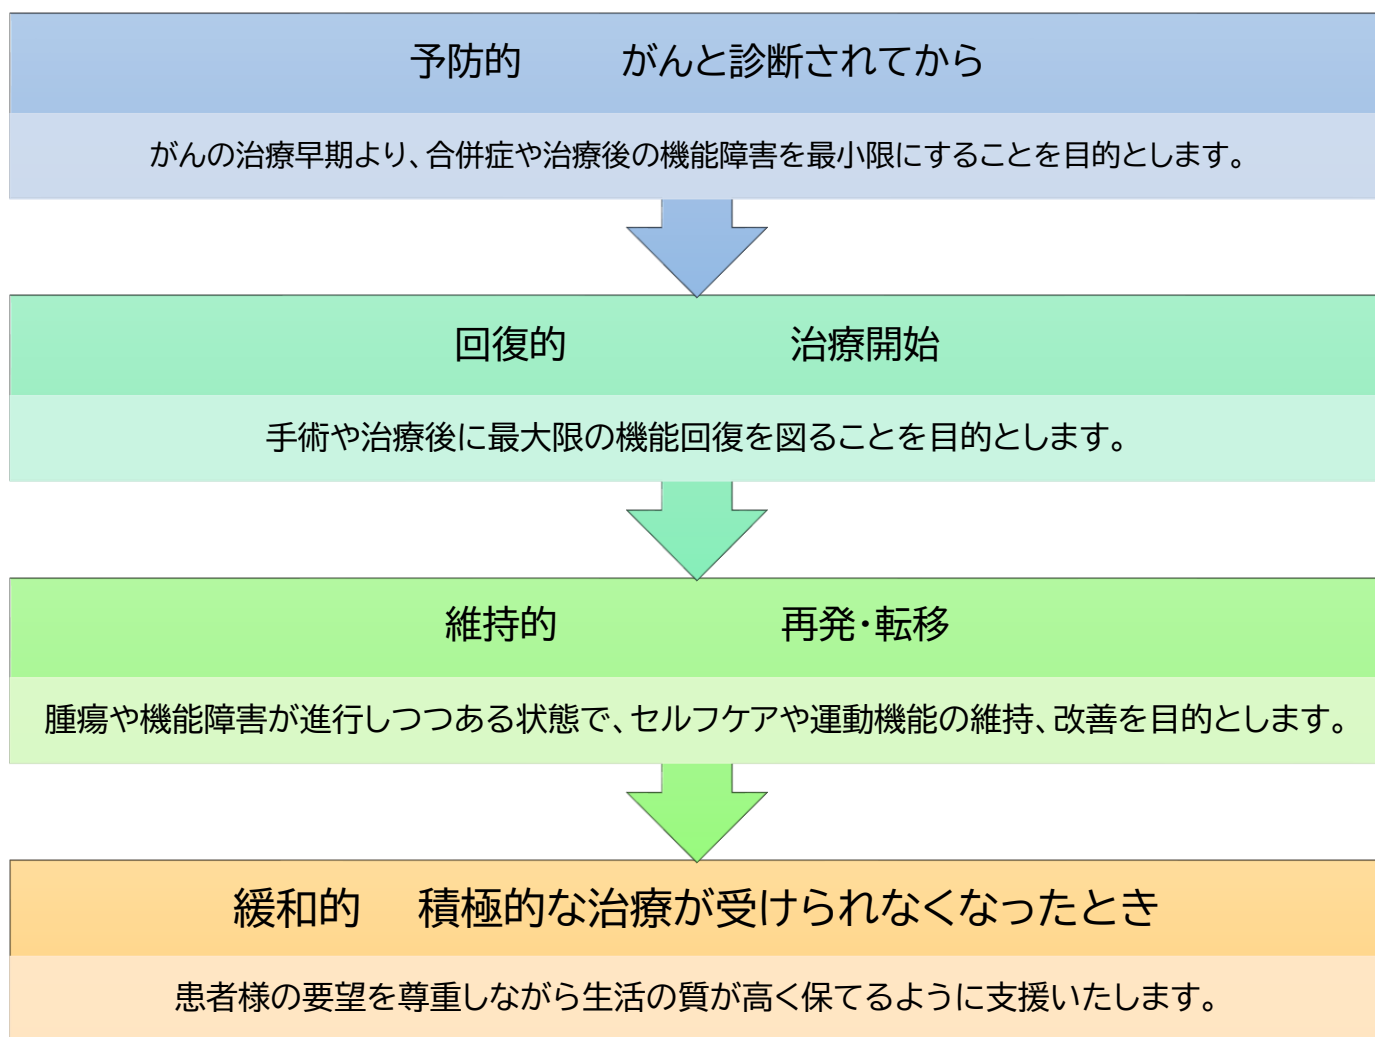 予防的　　がんと診断されてから
がんの治療早期より、合併症や治療後の機能障害を最小限にすることを目的とします。
回復的　　　　　治療開始
手術や治療後に最大限の機能回復を図ることを目的とします。
維持的　　　　　再発・転移
腫瘍や機能障害が進行しつつある状態で、セルフケアや運動機能の維持、改善を目的とします。
緩和的　積極的な治療が受けられなくなったとき
患者様の要望を尊重しながら生活の質が高く保てるように支援いたします。